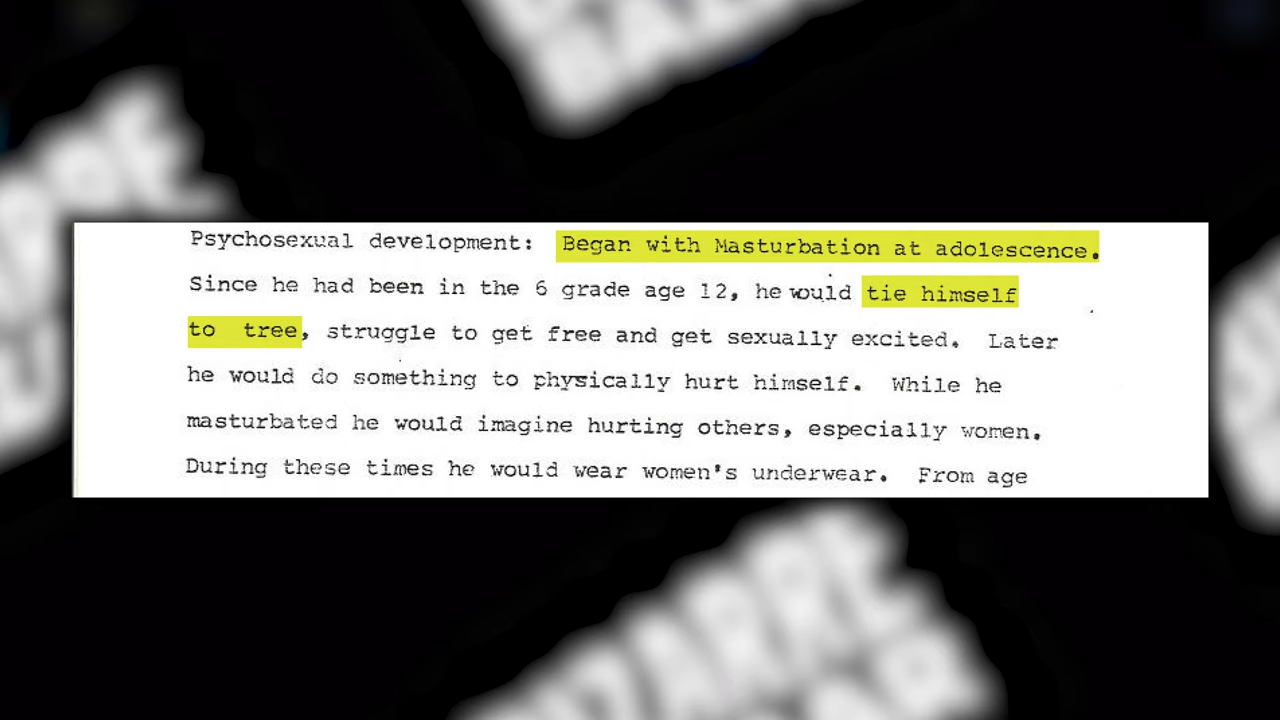 Psychosexual development: Began with Masturbation at adolescence.
Since he had been in the 6 grade age 12, he would tie himself
to tree, struggle to get free and get sexually excited. Later
he would do something to physically hurt himself. While he
masturbated he would imagine hurting others, especially women.
During these times he would wear women's underwear. From age